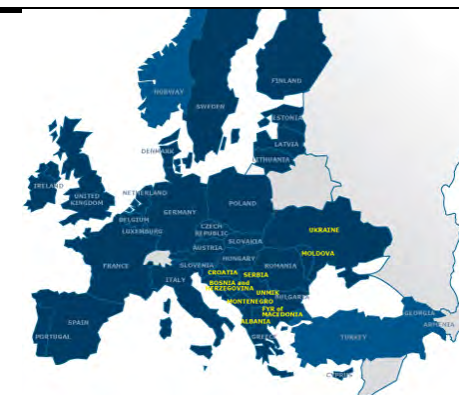 FINLAND
NORWAY
SWEDEN
ESTONIA
LATVIA
DENMARK
LITHUANIA
IRELAND
UNITED
KINGDOM
NETHERLAND
POLAND
GERMANY
BELGIUM
LUXEMBURG
CZECH
REPUBLIC
UKRAINE
SLOVAKIA
AUSTRIA
MOLDOVA
HUNGARY
FRANCE
SLOVENIA
ROMANIA
CROATIA
SERBIA
ITALY
BOSNIA and
HERZEGOVINA
UNMIK
BULGARIA
MONTENEGRO
FYR of
MACEDONIA
GEORGIA
SPAIN
ALBANIA
ARMENIA
PORTUGAL
GREECE
TURKEY
CYPRUS